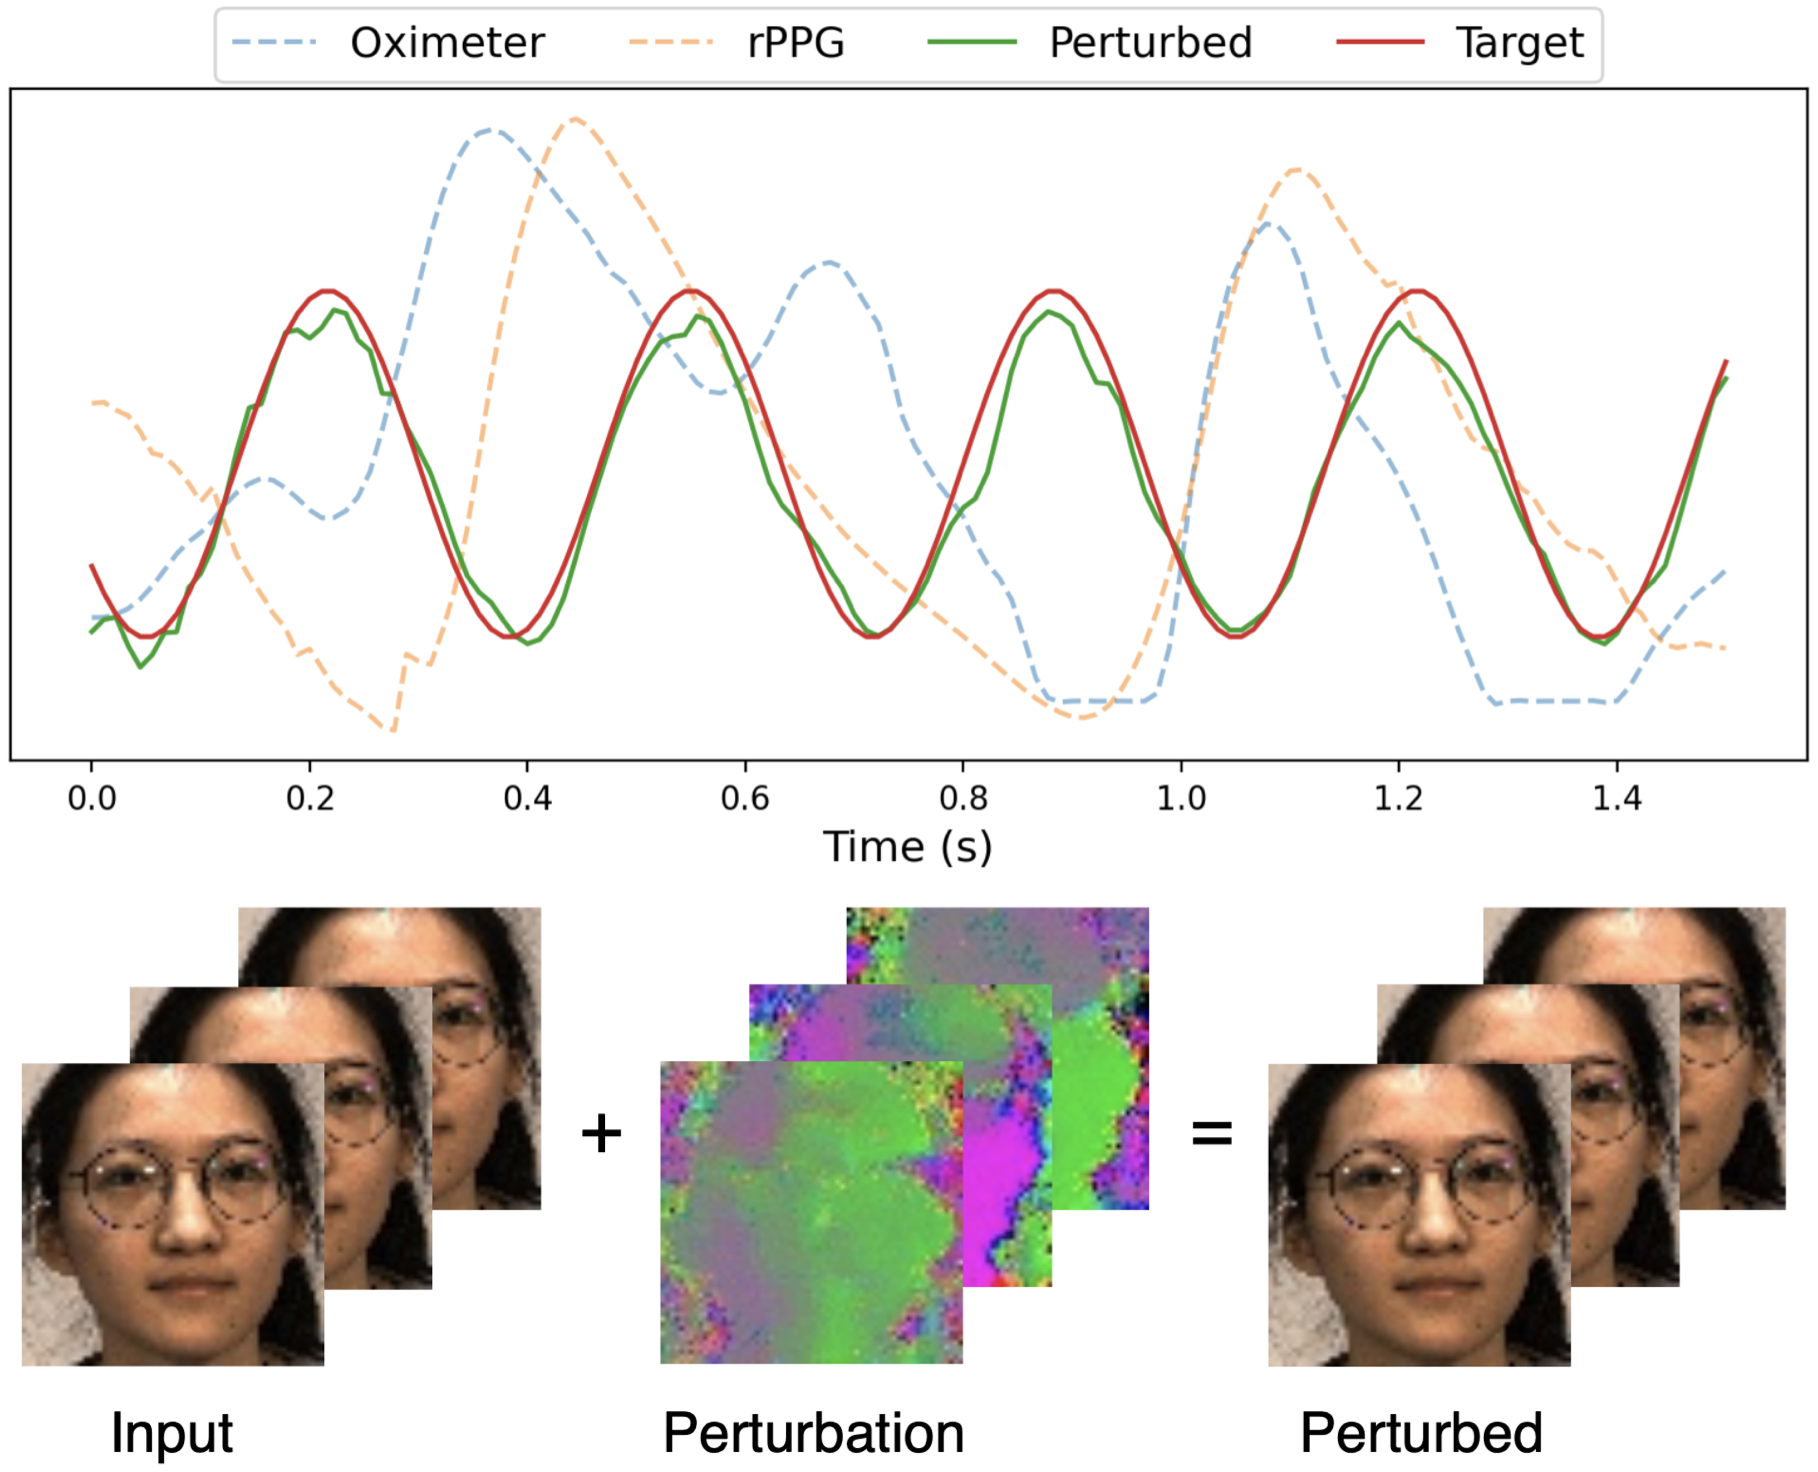 Oximeter rPPG Perturbed Target
0.0 0.2 0.4 0.6 0.8 1.0 1.2 1.4
Time (s)
+ =
Input Perturbation Perturbed